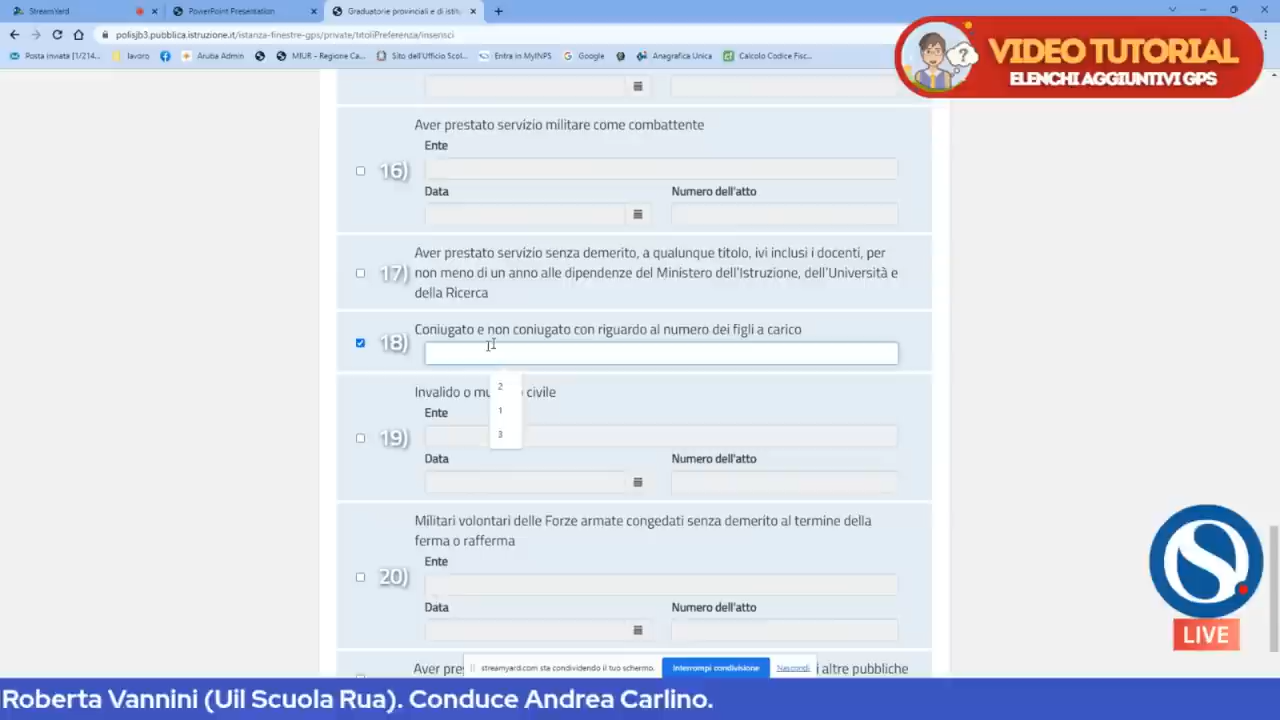 StreamYard
PowerPoint Presentation
Graduatorie provinciali e di istitu
polisjb3.pubblica.istruzione.it/istanza-finestre-gps/private/titoliPreferenza/inserisci
Posta inviata (1/214... lavoro Aruba Admin MIUR - Regione Ca... Sito dell'Ufficio Scol... Entra in MyINPS Google Anagrafica Unica Calcolo Codice Fisc...
VIDEO TUTORIAL
ELENCHI AGGIUNTIVI GPS
Aver prestato servizio militare come combattente
Ente
16)
Data Numero dell'atto
Aver prestato servizio senza demerito, a qualunque titolo, ivi inclusi i docenti, per
17) non meno di un anno alle dipendenze del Ministero dell'Istruzione, dell'Università e
della Ricerca
Coniugato e non coniugato con riguardo al numero dei figli a carico
18)
2
1
3
Invalido o mu civile
Ente
19)
Data Numero dell'atto
Militari volontari delle Forze armate congedati senza demerito al termine della
ferma o rafferma
Ente
20)
Data Numero dell'atto
Aver pre i altre pubbliche
streamyard.com sta condividendo il tuo schermo. Interrompi condivisione Nascondi
S
LIVE
Roberta Vannini (Uil Scuola Rua). Conduce Andrea Carlino.